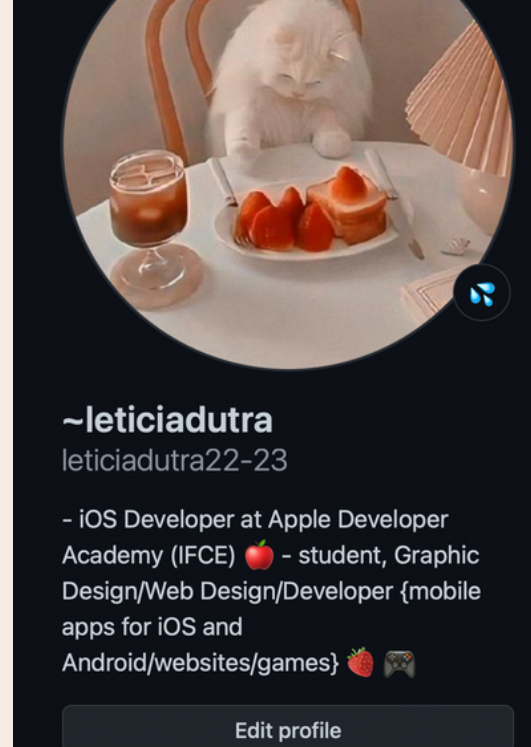 ~leticiadutra
leticiadutra22-23
- iOS Developer at Apple Developer
Academy (IFCE) 🍎 - student, Graphic
Design/Web Design/Developer {mobile
apps for iOS and
Android/websites/games} 🍓 🎮
Edit profile